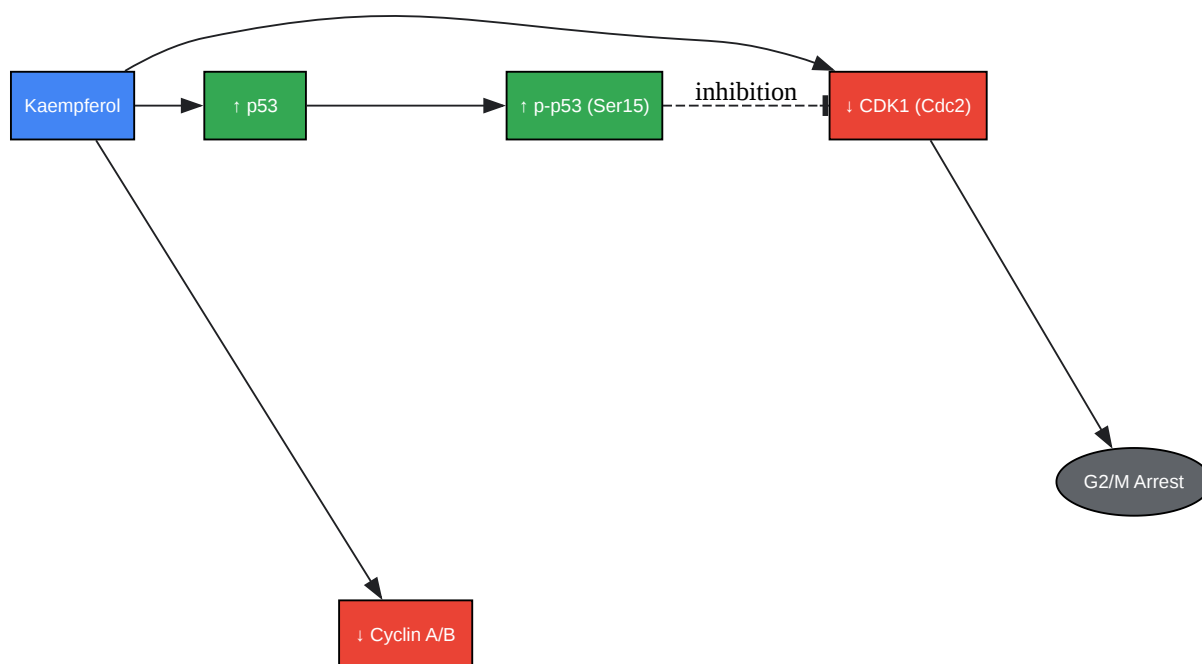 Kaempferol
↑ p53
↑ p-p53 (Ser15)
inhibition
↓ CDK1 (Cdc2)
G2/M Arrest
↓ Cyclin A/B